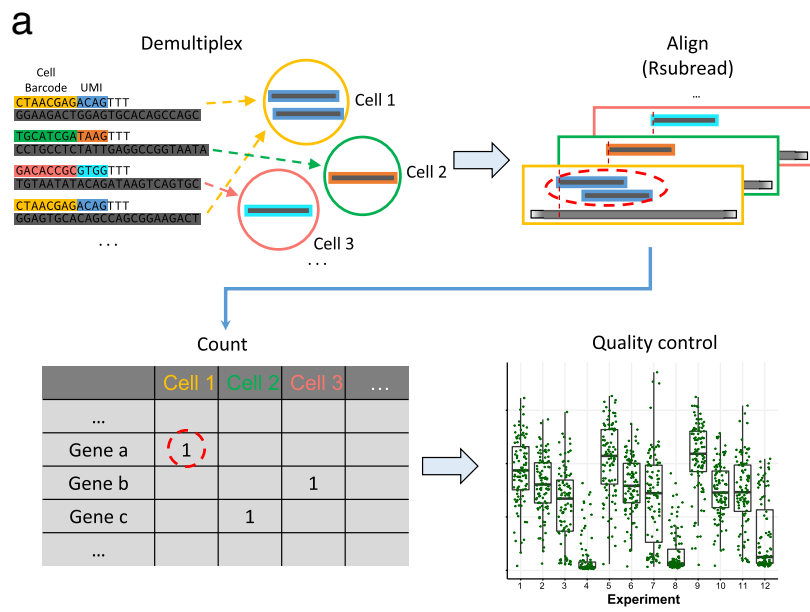 a
Demultiplex
Cell
Barcode UMI
CTAACGAGACAGTTT
GGAAGACTGGAGTGCACAGCCAGC
TGCATCGATAAGTTT
CCTGCCTCTATTGAGGCCGGTAATA
GACACCGCGTGGTTT
TGTAATATACAGATAAGTCAGTGC
CTAACGAGACAGTTT
GGAGTGCACAGCCAGCGGAAGACT
...
Cell 1
Cell 2
Cell 3
...
Align
(Rsubread)
...
Count
Cell 1 Cell 2 Cell 3 ...
...
Gene a 1
Gene b 1
Gene c 1
...
Quality control
1 2 3 4 5 6 7 8 9 10 11 12
Experiment